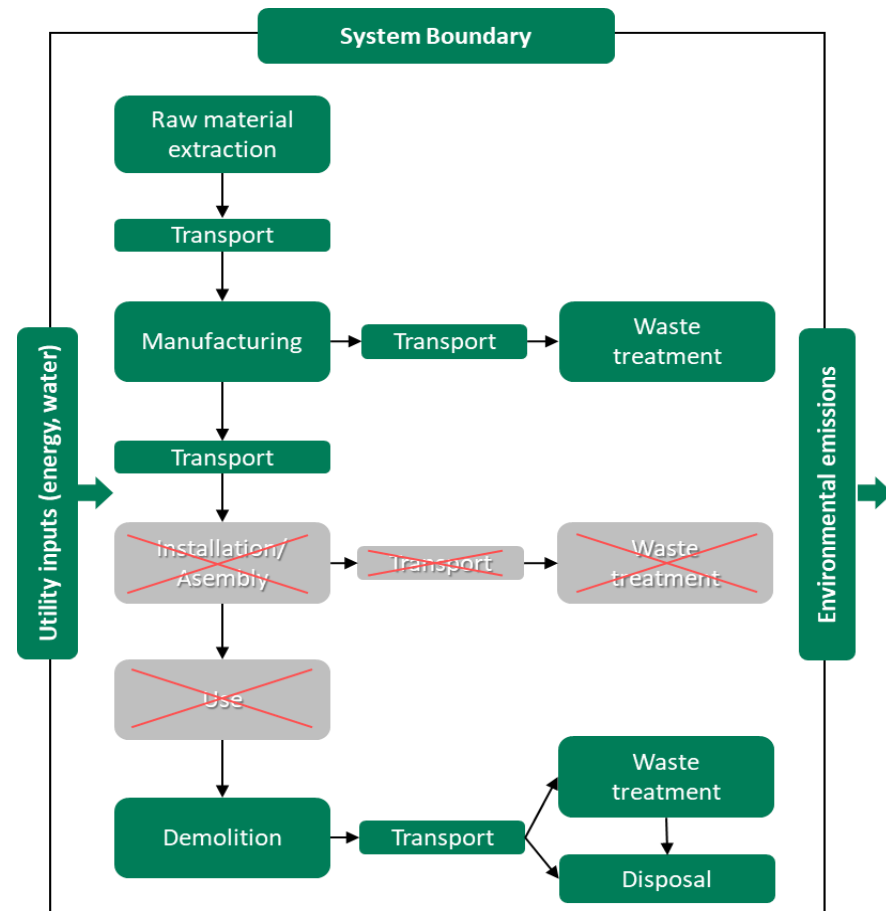 System Boundary
Raw material
extraction
Transport
Manufacturing
Transport
Waste
treatment
Utility inputs (energy, water)
Environmental emissions
Transport
Installation/
Asembly
Transport
Waste
treatment
Use
Waste
treatment
Demolition
Transport
Disposal